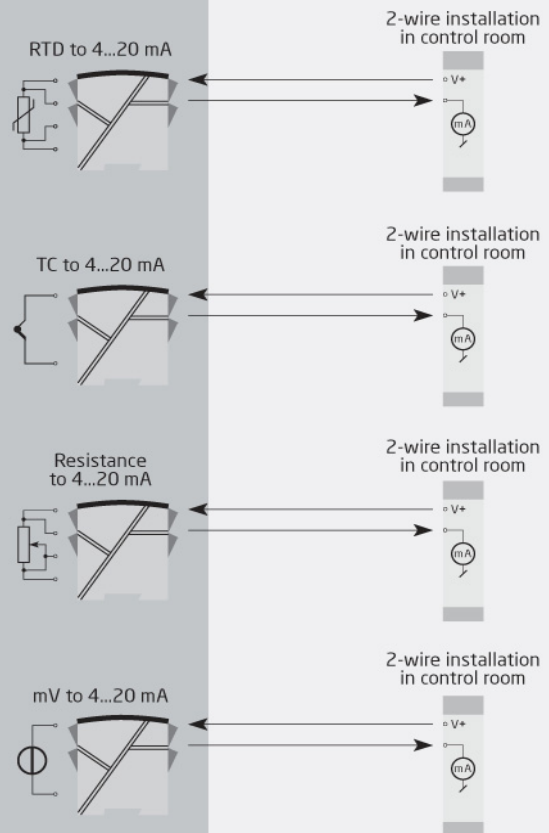 2-wire installation
in control room
RTD to 4...20 mA
V+
mA
2-wire installation
in control room
TC to 4...20 mA
V+
mA
2-wire installation
in control room
Resistance
to 4...20 mA
V+
mA
2-wire installation
in control room
mV to 4...20 mA
V+
mA